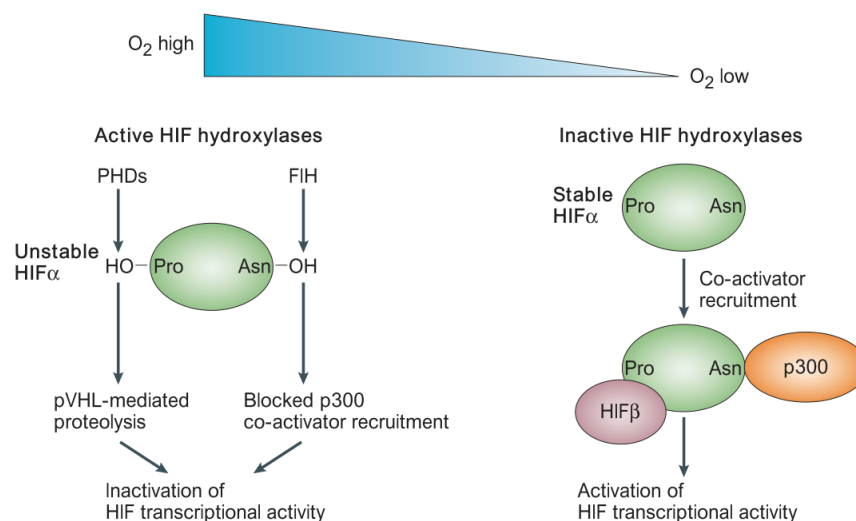 O2 high
O2 low
Active HIF hydroxylases
PHDs
FIH
Unstable
HIFα
HO
Pro
Asn
OH
pVHL-mediated
proteolysis
Blocked p300
co-activator recruitment
Inactivation of
HIF transcriptional activity
Inactive HIF hydroxylases
Stable
HIFα
Pro
Asn
Co-activator
recruitment
Pro
Asn
p300
HIFβ
Activation of
HIF transcriptional activity